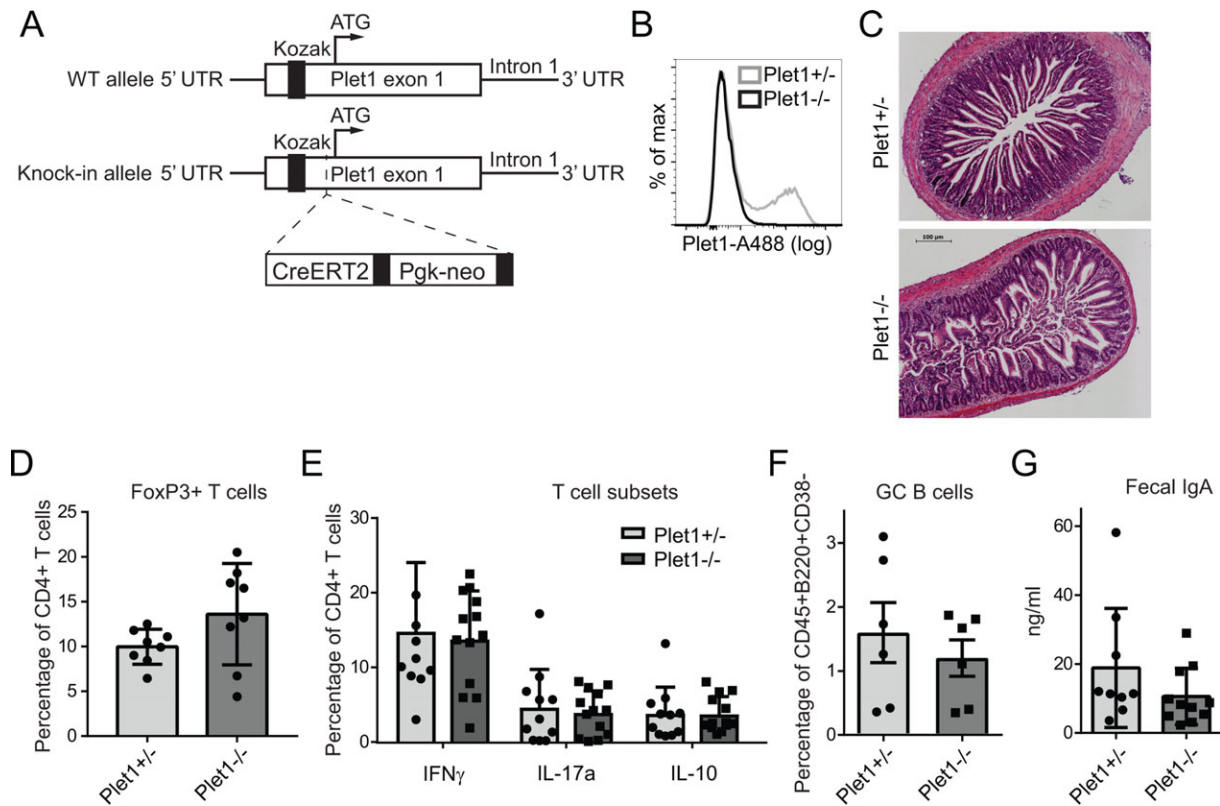 A
ATG
Kozak
WT allele 5' UTR Plet1 exon 1 Intron 1 3' UTR
ATG
Kozak
Knock-in allele 5' UTR Plet1 exon 1 Intron 1 3' UTR
CreERT2 Pgk-neo
B
Plet1+/-
Plet1-/-
% of max
Plet1-A488 (log)
C
Plet1+/-
100 μm
Plet1-/-
D
FoxP3+ T cells
Percentage of CD4+ T cells
25
20
15
10
5
0
Plet1+/-
Plet1-/-
E
T cell subsets
Percentage of CD4+ T cells
30
20
10
0
Plet1+/-
Plet1-/-
IFNγ IL-17a IL-10
F
GC B cells
Percentage of CD45+B220+CD38-
3
2
1
0
Plet1+/-
Plet1-/-
G
Fecal IgA
ng/ml
60
40
20
0
Plet1+/-
Plet1-/-